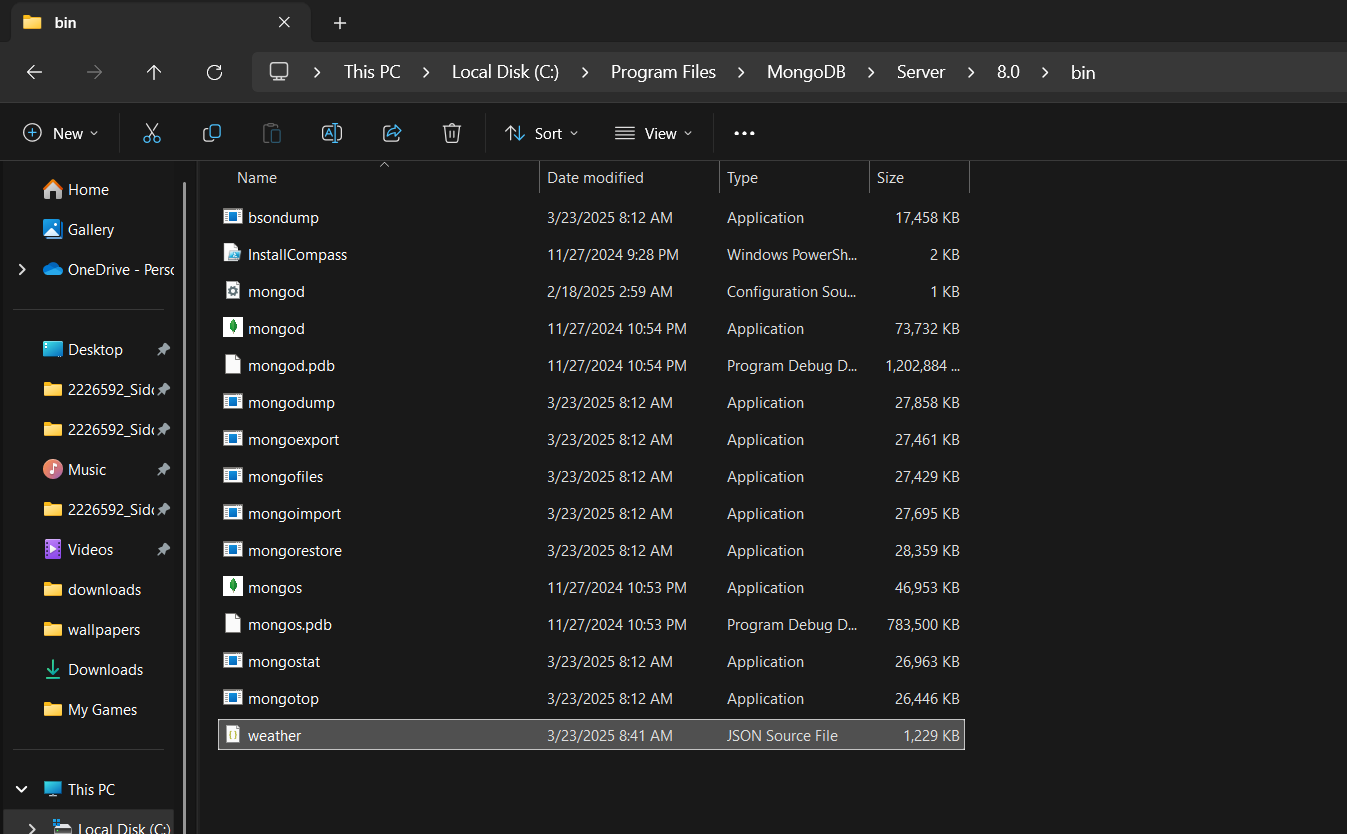 bin
This PC > Local Disk (C:) > Program Files > MongoDB > Server > 8.0 > bin
New Sort View
Home
Gallery
OneDrive - Perso
Desktop
2226592_Sidd
2226592_Sidd
Music
2226592_Sidd
Videos
downloads
wallpapers
Downloads
My Games
This PC
Local Disk (C:)
Name Date modified Type Size
bsondump 3/23/2025 8:12 AM Application 17,458 KB
InstallCompass 11/27/2024 9:28 PM Windows PowerSh... 2 KB
mongod 2/18/2025 2:59 AM Configuration Sou... 1 KB
mongod 11/27/2024 10:54 PM Application 73,732 KB
mongod.pdb 11/27/2024 10:54 PM Program Debug D... 1,202,884 ...
mongodump 3/23/2025 8:12 AM Application 27,858 KB
mongoexport 3/23/2025 8:12 AM Application 27,461 KB
mongofiles 3/23/2025 8:12 AM Application 27,429 KB
mongoimport 3/23/2025 8:12 AM Application 27,695 KB
mongorestore 3/23/2025 8:12 AM Application 28,359 KB
mongos 11/27/2024 10:53 PM Application 46,953 KB
mongos.pdb 11/27/2024 10:53 PM Program Debug D... 783,500 KB
mongostat 3/23/2025 8:12 AM Application 26,963 KB
mongotop 3/23/2025 8:12 AM Application 26,446 KB
weather 3/23/2025 8:41 AM JSON Source File 1,229 KB